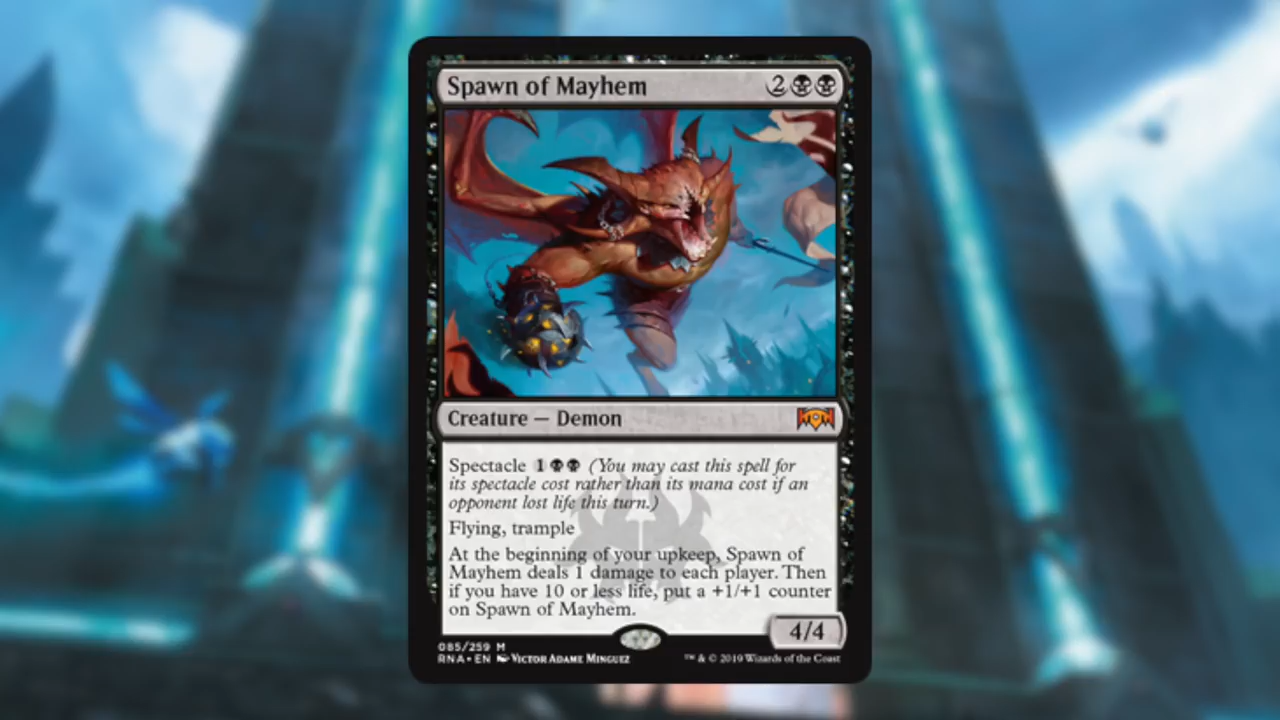 Spawn of Mayhem 2
Creature — Demon
Spectacle 1 (You may cast this spell for
its spectacle cost rather than its mana cost if an
opponent lost life this turn.)
Flying, trample
At the beginning of your upkeep, Spawn of
Mayhem deals 1 damage to each player. Then
if you have 10 or less life, put a +1/+1 counter
on Spawn of Mayhem.
4/4
085/259 M
RNA • EN Victor Adame Minguez ™ & © 2019 Wizards of the Coast